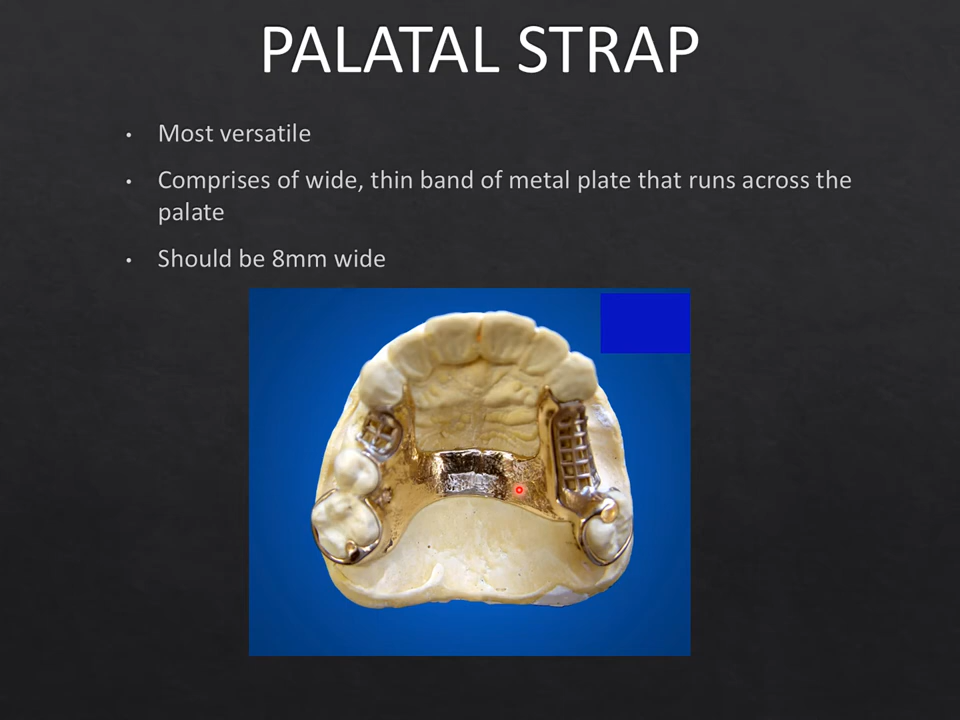 PALATAL STRAP
• Most versatile
• Comprises of wide, thin band of metal plate that runs across the
palate
• Should be 8mm wide